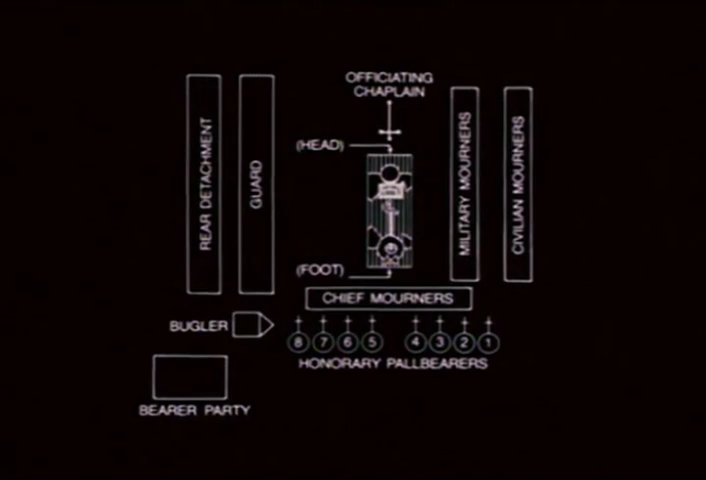 OFFICIATING
CHAPLAIN
(HEAD)
REAR DETACHMENT
GUARD
MILITARY MOURNERS
CIVILIAN MOURNERS
(FOOT)
CHIEF MOURNERS
BUGLER
8 7 6 5 4 3 2 1
HONORARY PALLBEARERS
BEARER PARTY